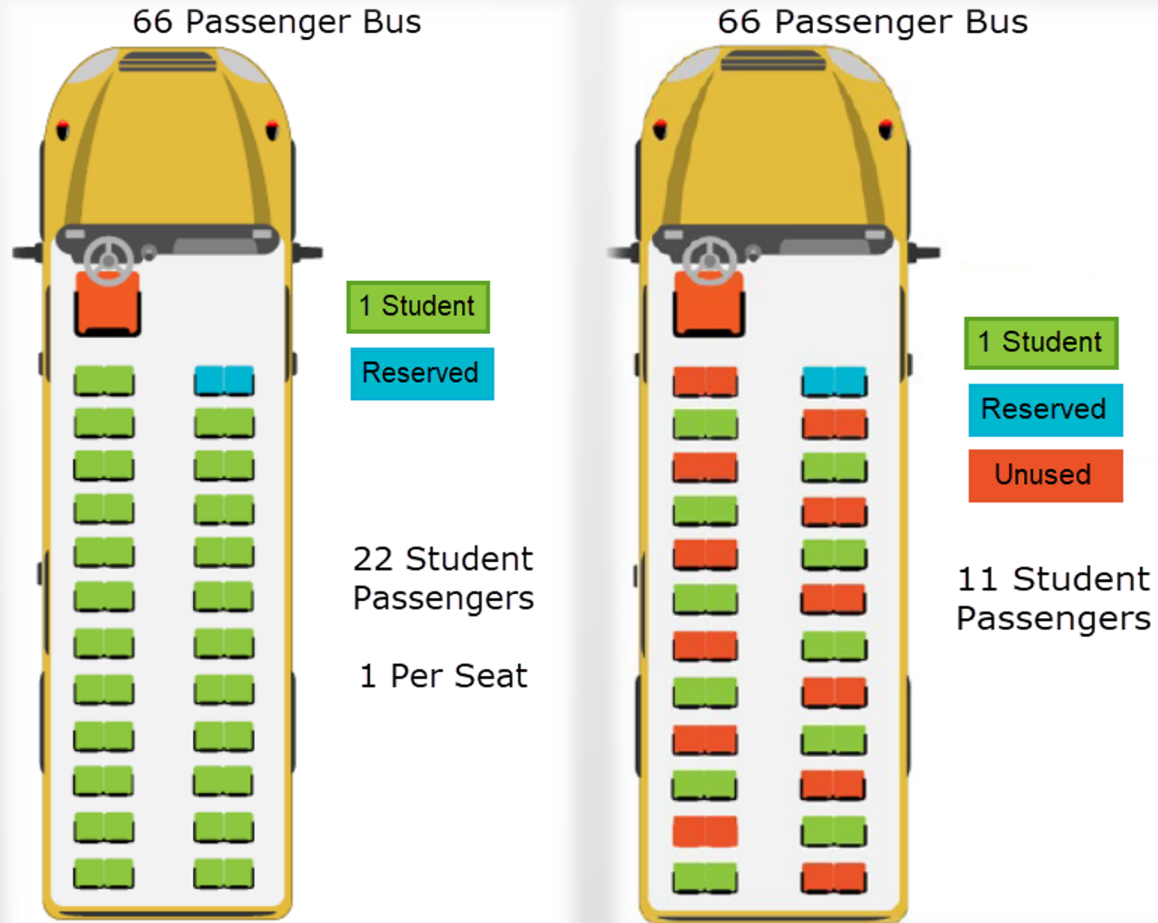 66 Passenger Bus
1 Student
Reserved
22 Student
Passengers
1 Per Seat
66 Passenger Bus
1 Student
Reserved
Unused
11 Student
Passengers